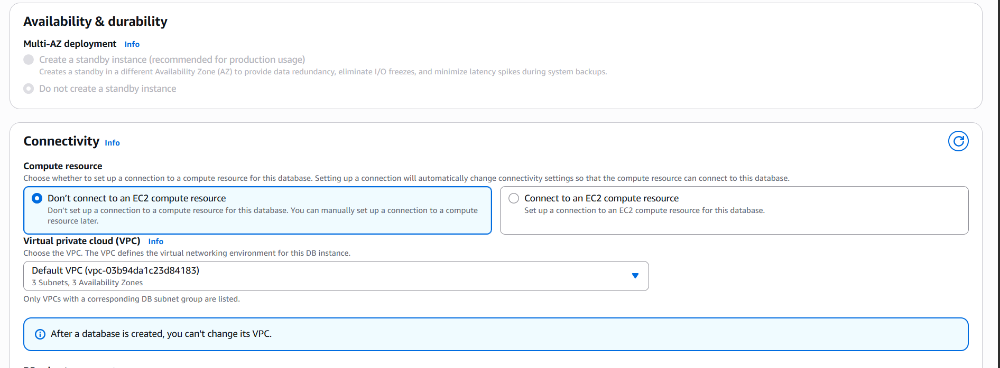 Availability & durability
Multi-AZ deployment Info
Create a standby instance (recommended for production usage)
Creates a standby in a different Availability Zone (AZ) to provide data redundancy, eliminate I/O freezes, and minimize latency spikes during system backups.
Do not create a standby instance
Connectivity Info
Compute resource
Choose whether to set up a connection to a compute resource for this database. Setting up a connection will automatically change connectivity settings so that the compute resource can connect to this database.
Don’t connect to an EC2 compute resource
Don’t set up a connection to a compute resource for this database. You can manually set up a connection to a compute
resource later.
Connect to an EC2 compute resource
Set up a connection to an EC2 compute resource for this database.
Virtual private cloud (VPC) Info
Choose the VPC. The VPC defines the virtual networking environment for this DB instance.
Default VPC (vpc-03b94da1c23d84183)
3 Subnets, 3 Availability Zones
Only VPCs with a corresponding DB subnet group are listed.
After a database is created, you can't change its VPC.